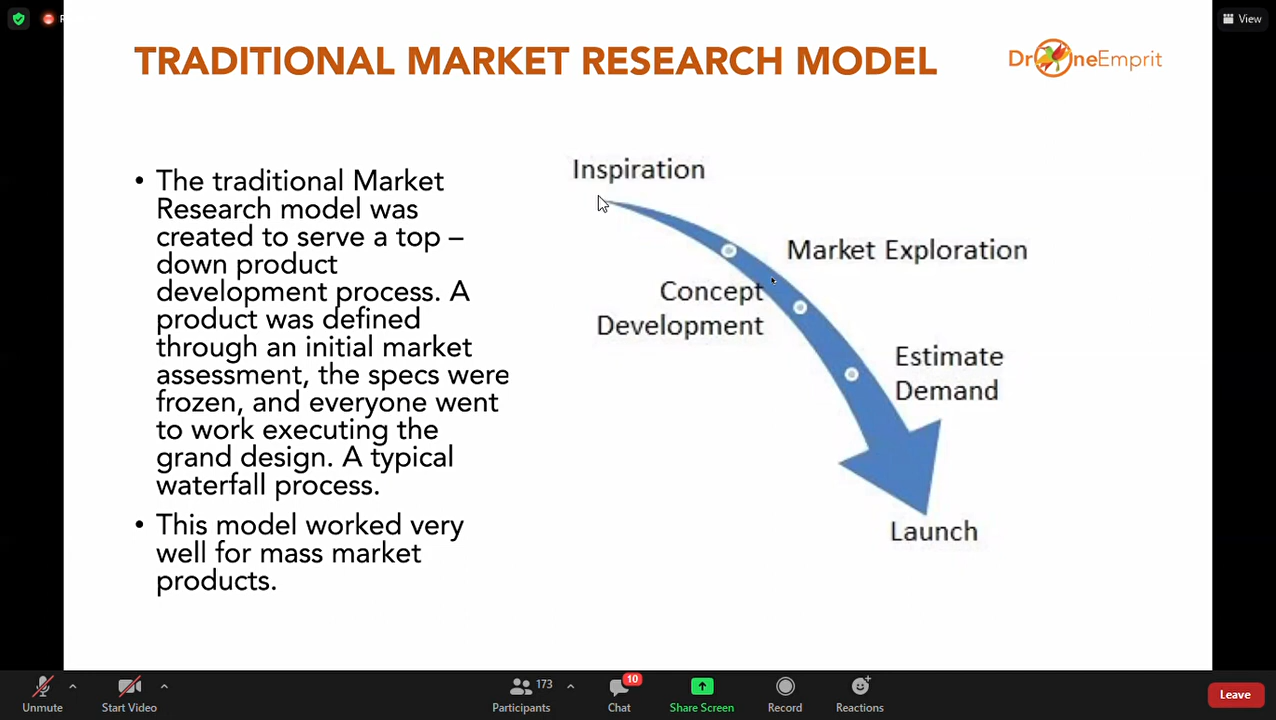 View
TRADITIONAL MARKET RESEARCH MODEL
DroneEmprit
• The traditional Market
Research model was
created to serve a top –
down product
development process. A
product was defined
through an initial market
assessment, the specs were
frozen, and everyone went
to work executing the
grand design. A typical
waterfall process.
• This model worked very
well for mass market
products.
Inspiration
Market Exploration
Concept
Development
Estimate
Demand
Launch
Unmute
Start Video
173
Participants
10
Chat
Share Screen
Record
Reactions
Leave